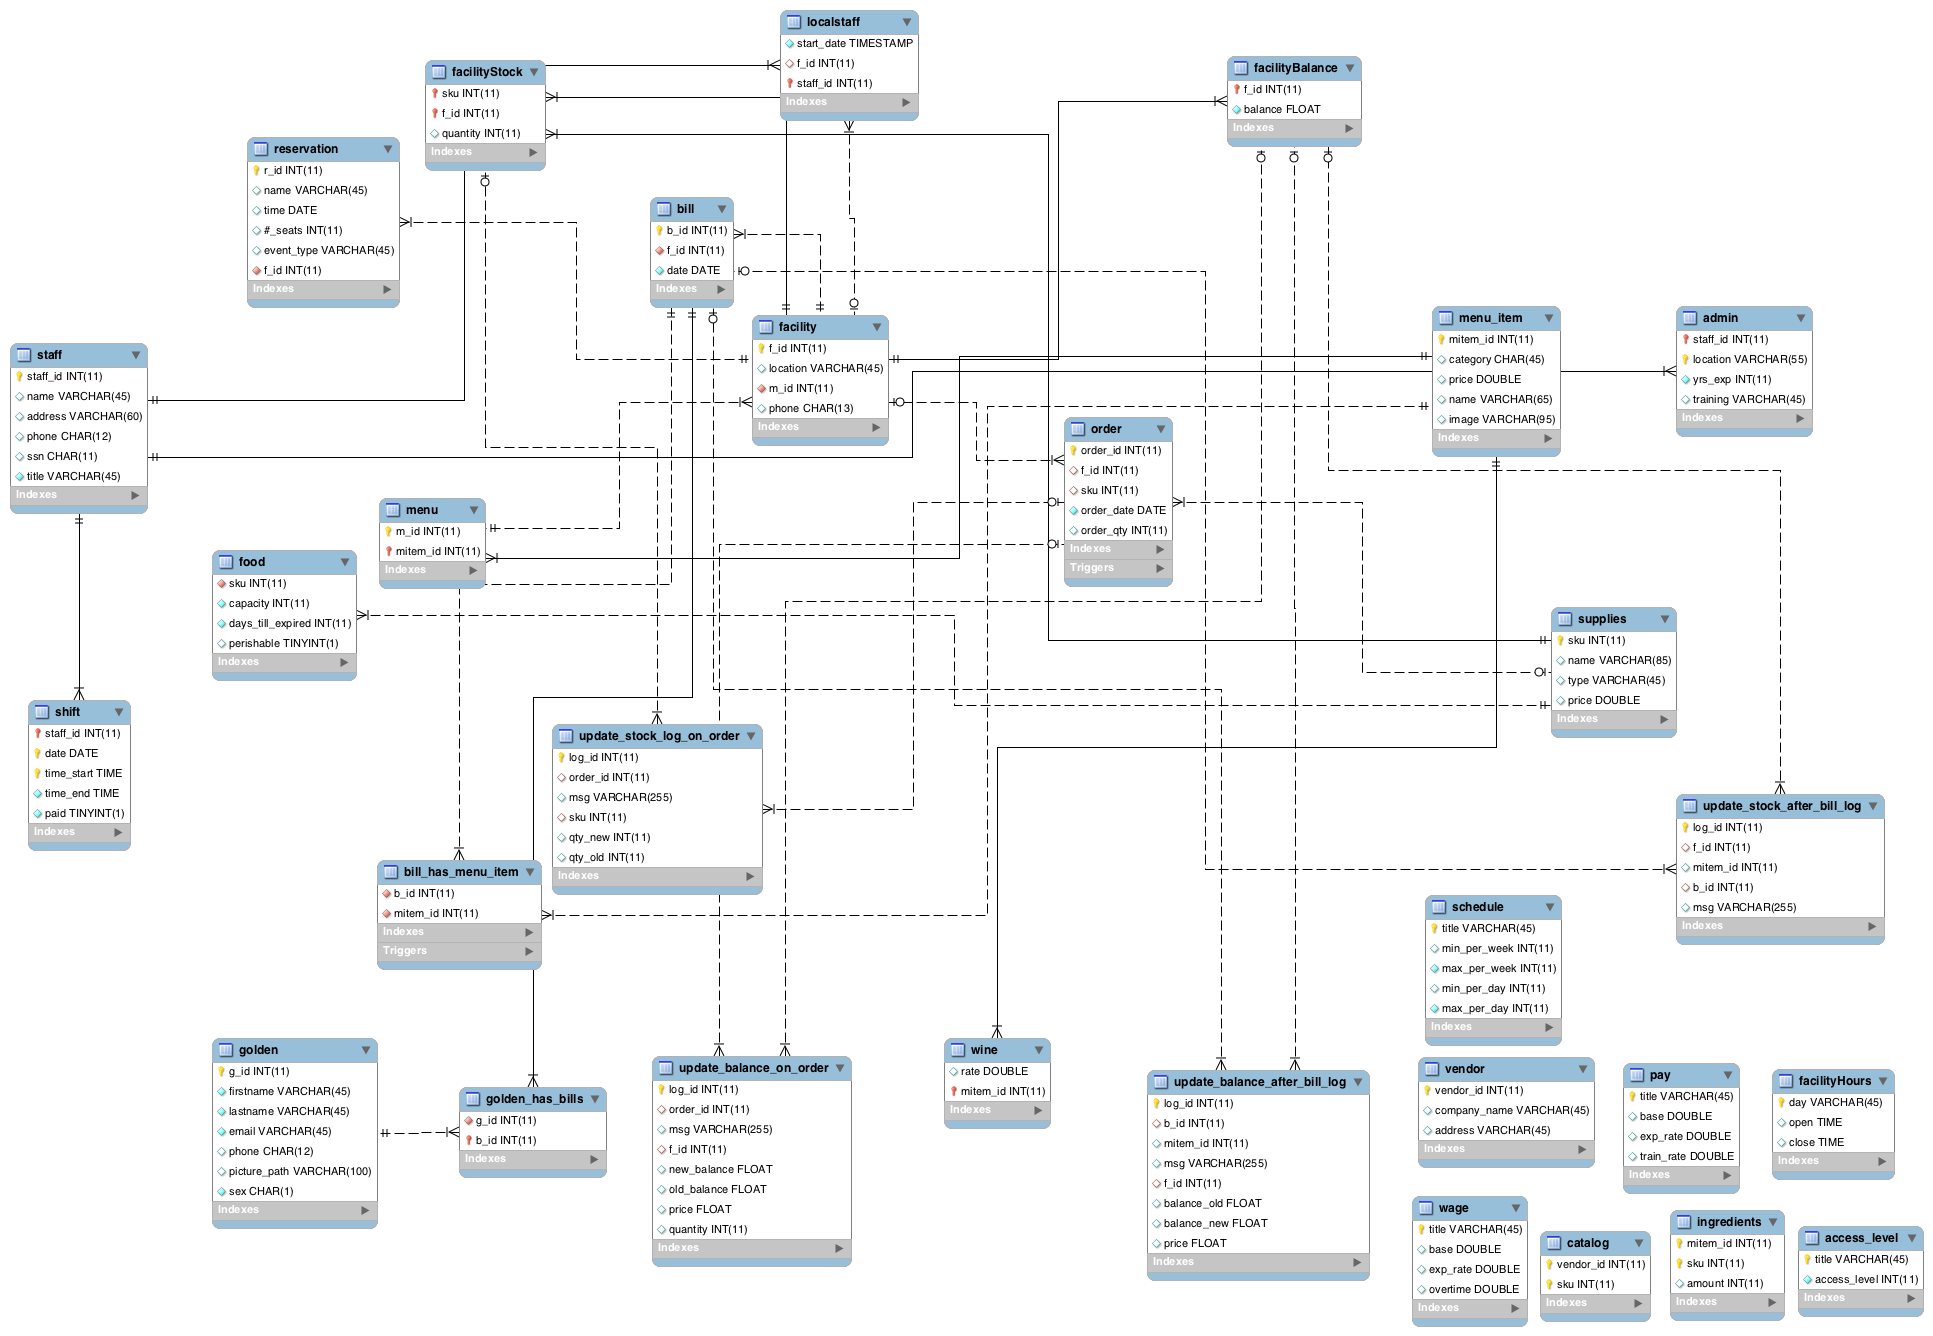 localstaff
start_date TIMESTAMP
f_id INT(11)
staff_id INT(11)
Indexes
facilityStock
sku INT(11)
f_id INT(11)
quantity INT(11)
Indexes
facilityBalance
f_id INT(11)
balance FLOAT
Indexes
reservation
r_id INT(11)
name VARCHAR(45)
time DATE
#_seats INT(11)
event_type VARCHAR(45)
f_id INT(11)
Indexes
bill
b_id INT(11)
f_id INT(11)
date DATE
Indexes
facility
f_id INT(11)
location VARCHAR(45)
m_id INT(11)
phone CHAR(13)
Indexes
menu_item
mitem_id INT(11)
category CHAR(45)
price DOUBLE
name VARCHAR(65)
image VARCHAR(95)
Indexes
admin
staff_id INT(11)
location VARCHAR(55)
yrs_exp INT(11)
training VARCHAR(45)
Indexes
staff
staff_id INT(11)
name VARCHAR(45)
address VARCHAR(60)
phone CHAR(12)
ssn CHAR(11)
title VARCHAR(45)
Indexes
order
order_id INT(11)
f_id INT(11)
sku INT(11)
order_date DATE
order_qty INT(11)
Indexes
Triggers
menu
m_id INT(11)
mitem_id INT(11)
Indexes
food
sku INT(11)
capacity INT(11)
days_till_expired INT(11)
perishable TINYINT(1)
Indexes
supplies
sku INT(11)
name VARCHAR(85)
type VARCHAR(45)
price DOUBLE
Indexes
shift
staff_id INT(11)
date DATE
time_start TIME
time_end TIME
paid TINYINT(1)
Indexes
update_stock_log_on_order
log_id INT(11)
order_id INT(11)
msg VARCHAR(255)
sku INT(11)
qty_new INT(11)
qty_old INT(11)
Indexes
update_stock_after_bill_log
log_id INT(11)
f_id INT(11)
mitem_id INT(11)
b_id INT(11)
msg VARCHAR(255)
Indexes
bill_has_menu_item
b_id INT(11)
mitem_id INT(11)
Indexes
Triggers
schedule
title VARCHAR(45)
min_per_week INT(11)
max_per_week INT(11)
min_per_day INT(11)
max_per_day INT(11)
Indexes
golden
g_id INT(11)
firstname VARCHAR(45)
lastname VARCHAR(45)
email VARCHAR(45)
phone CHAR(12)
picture_path VARCHAR(100)
sex CHAR(1)
Indexes
golden_has_bills
g_id INT(11)
b_id INT(11)
Indexes
update_balance_on_order
log_id INT(11)
order_id INT(11)
msg VARCHAR(255)
f_id INT(11)
new_balance FLOAT
old_balance FLOAT
price FLOAT
quantity INT(11)
Indexes
wine
rate DOUBLE
mitem_id INT(11)
Indexes
update_balance_after_bill_log
log_id INT(11)
b_id INT(11)
mitem_id INT(11)
msg VARCHAR(255)
f_id INT(11)
balance_old FLOAT
balance_new FLOAT
price FLOAT
Indexes
vendor
vendor_id INT(11)
company_name VARCHAR(45)
address VARCHAR(45)
Indexes
pay
title VARCHAR(45)
base DOUBLE
exp_rate DOUBLE
train_rate DOUBLE
Indexes
facilityHours
day VARCHAR(45)
open TIME
close TIME
Indexes
wage
title VARCHAR(45)
base DOUBLE
exp_rate DOUBLE
overtime DOUBLE
Indexes
catalog
vendor_id INT(11)
sku INT(11)
Indexes
ingredients
mitem_id INT(11)
sku INT(11)
amount INT(11)
Indexes
access_level
title VARCHAR(45)
access_level INT(11)
Indexes